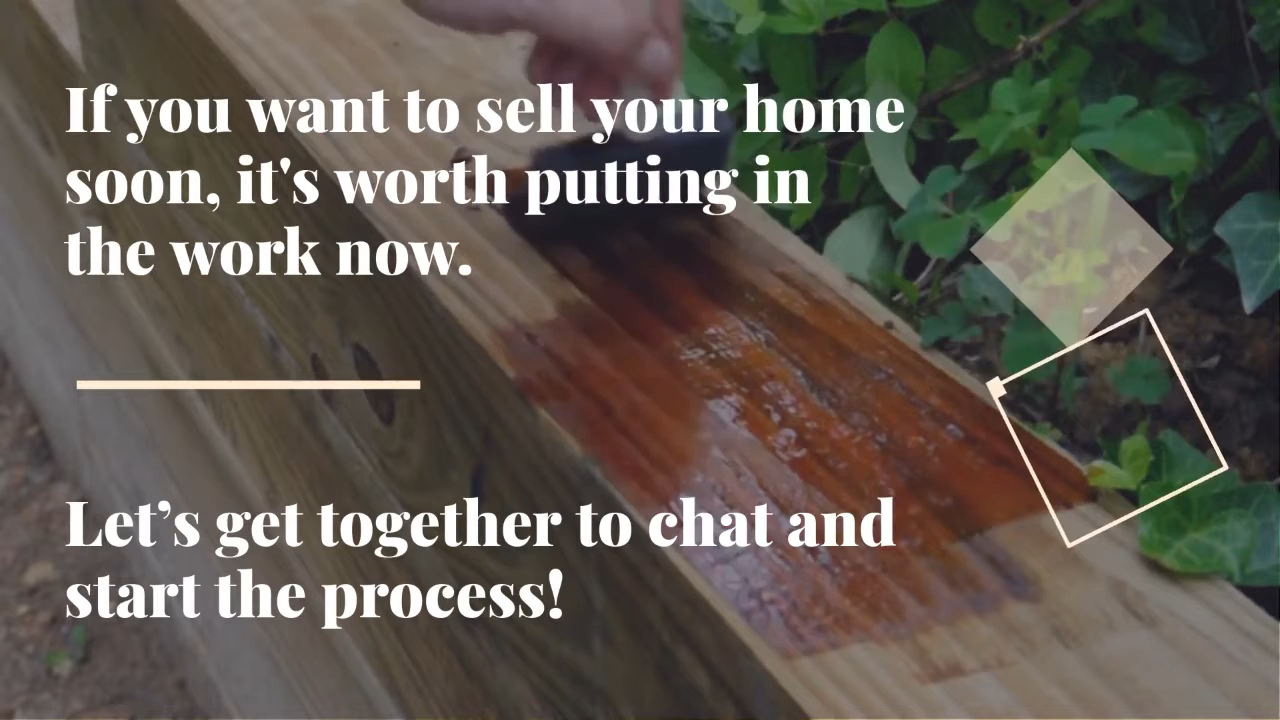 If you want to sell your home
soon, it's worth putting in
the work now.
Let’s get together to chat and
start the process!